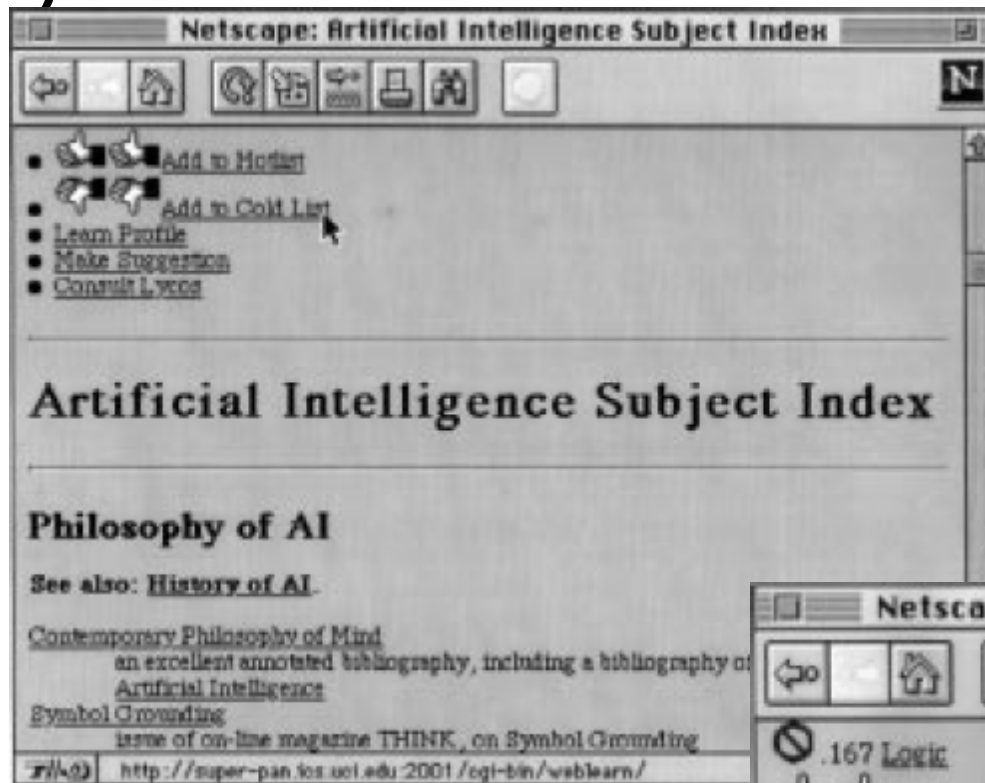 Netscape: Artificial Intelligence Subject Index
N
Add to Hotlist
Add to Cold List
Learn Profile
Make Suggestion
Consult Lycos
Artificial Intelligence Subject Index
Philosophy of AI
See also: History of AI.
Contemporary Philosophy of Mind
an excellent annotated bibliography, including a bibliography of
Artificial Intelligence
Symbol Grounding
issue of on-line magazine THINK, on Symbol Grounding
http://super-pan.ics.uci.edu:2001/cgi-bin/weblearn/
Netsca
.167 Logic